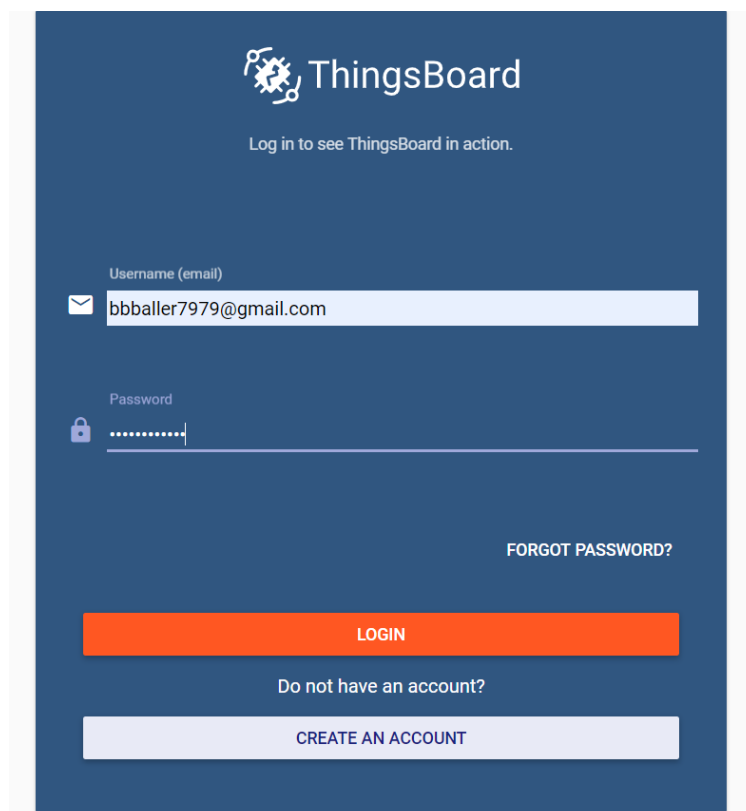 ThingsBoard
Log in to see ThingsBoard in action.
Username (email)
bbballer7979@gmail.com
Password
••••••••••••
FORGOT PASSWORD?
LOGIN
Do not have an account?
CREATE AN ACCOUNT